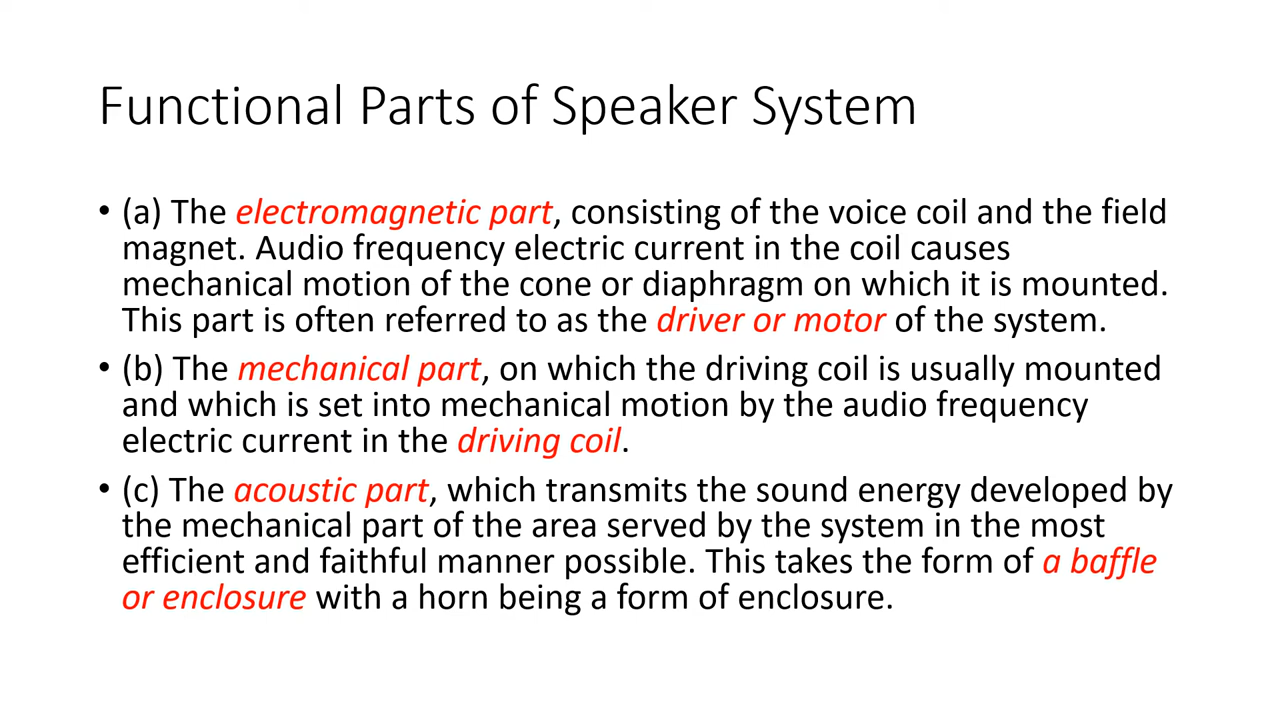 Functional Parts of Speaker System
• (a) The electromagnetic part, consisting of the voice coil and the field
magnet. Audio frequency electric current in the coil causes
mechanical motion of the cone or diaphragm on which it is mounted.
This part is often referred to as the driver or motor of the system.
• (b) The mechanical part, on which the driving coil is usually mounted
and which is set into mechanical motion by the audio frequency
electric current in the driving coil.
• (c) The acoustic part, which transmits the sound energy developed by
the mechanical part of the area served by the system in the most
efficient and faithful manner possible. This takes the form of a baffle
or enclosure with a horn being a form of enclosure.